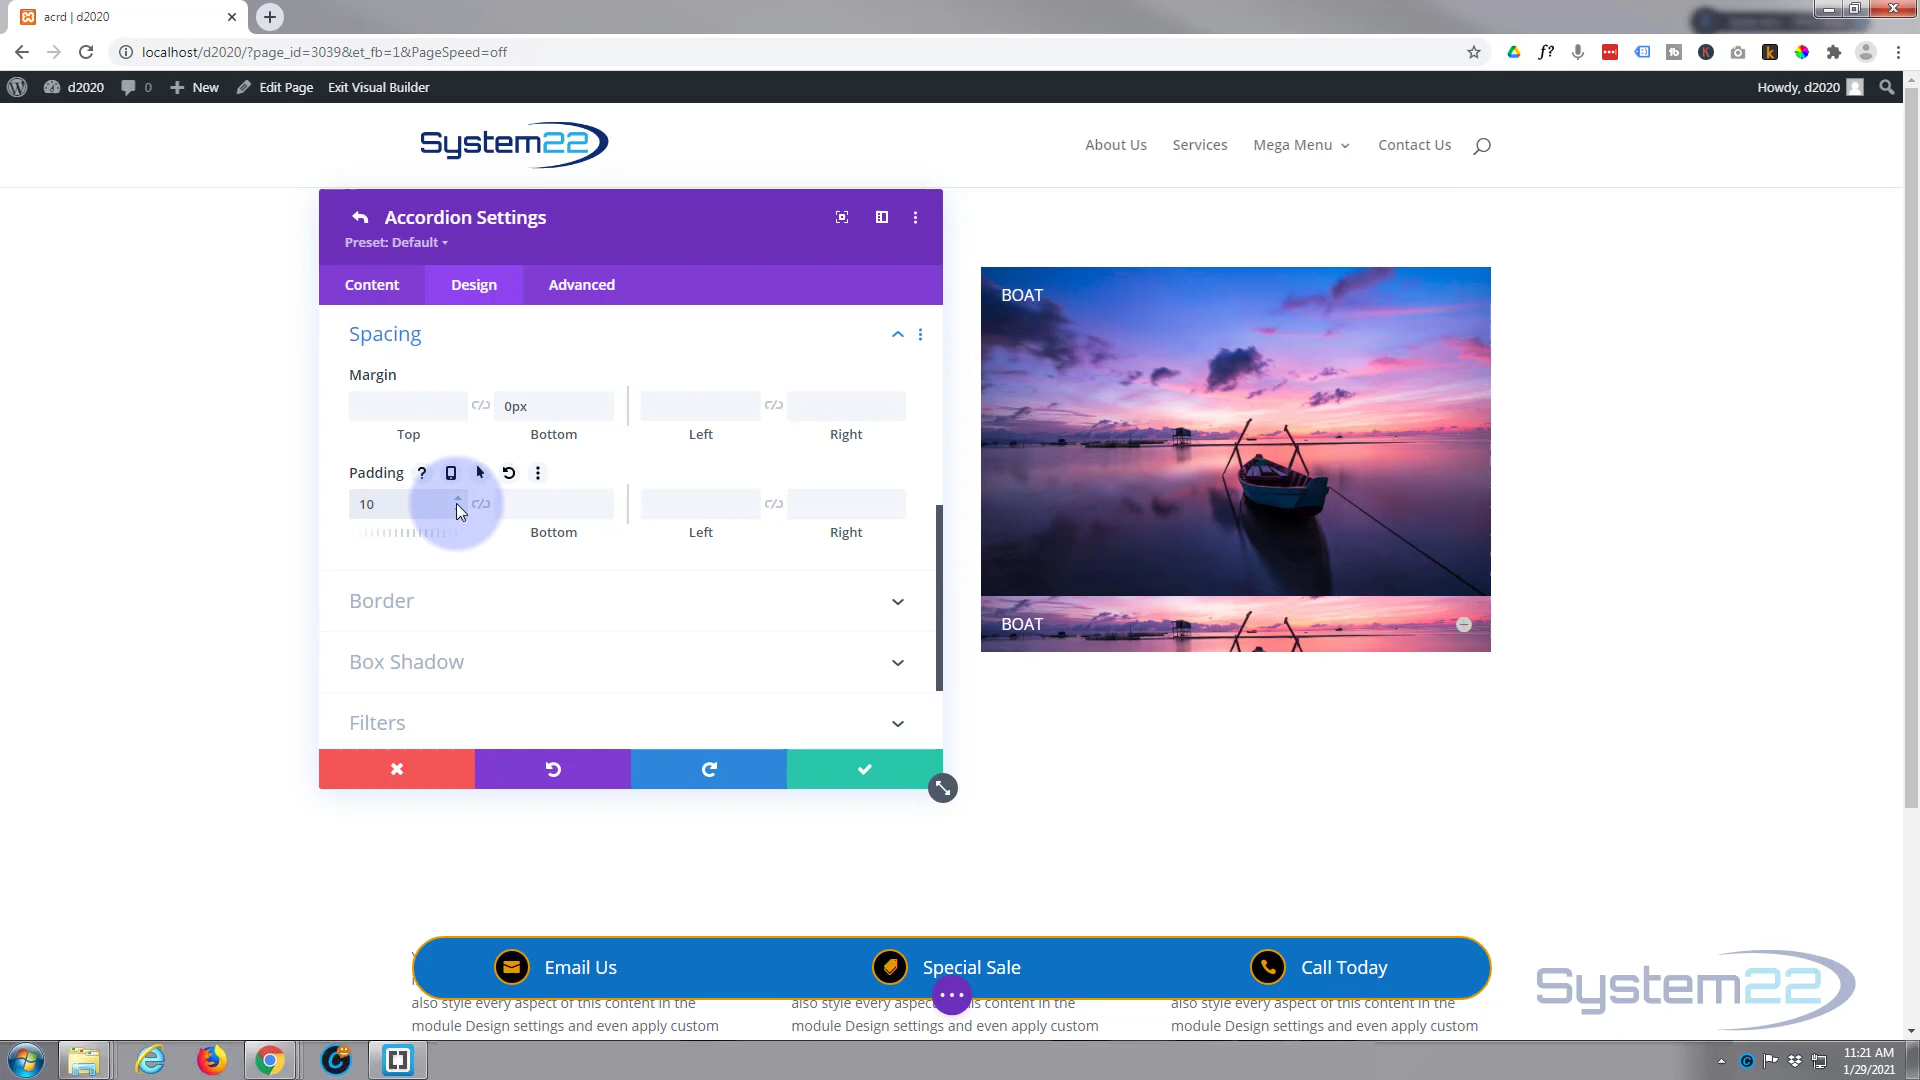 acrd | d2020
localhost/d2020/?page_id=3039&et_fb=1&PageSpeed=off
d2020
0
New
Edit Page
Exit Visual Builder
Howdy, d2020
System22
About Us
Services
Mega Menu
Contact Us
Accordion Settings
Preset: Default
Content
Design
Advanced
Spacing
Margin
0px
Top
Bottom
Left
Right
Padding
10
Bottom
Left
Right
Border
Box Shadow
Filters
BOAT
BOAT
Email Us
Special Sale
Call Today
also style every aspect of this content in the
module Design settings and even apply custom
also style every aspect of this content in the
module Design settings and even apply custom
also style every aspect of this content in the
module Design settings and even apply custom
System22
11:21 AM
1/29/2021